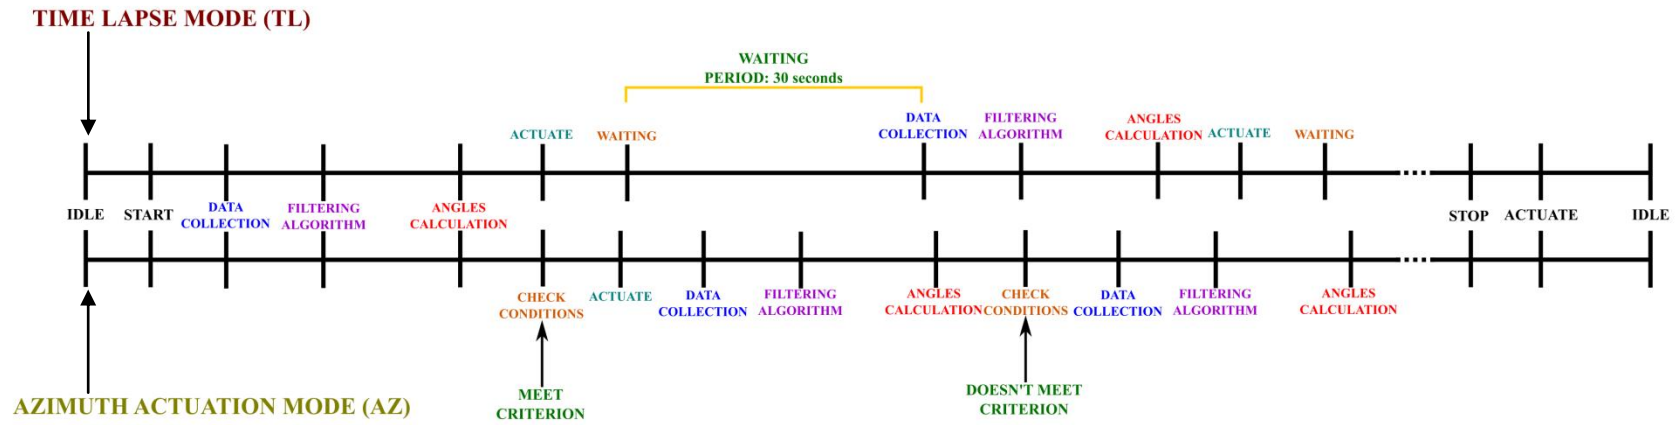 TIME LAPSE MODE (TL)
WAITING
PERIOD: 30 seconds
ACTUATE
WAITING
DATA
COLLECTION
FILTERING
ALGORITHM
ANGLES
CALCULATION
ACTUATE
WAITING
IDLE
START
DATA
COLLECTION
FILTERING
ALGORITHM
ANGLES
CALCULATION
STOP
ACTUATE
IDLE
CHECK
CONDITIONS
ACTUATE
DATA
COLLECTION
FILTERING
ALGORITHM
ANGLES
CALCULATION
CHECK
CONDITIONS
DATA
COLLECTION
FILTERING
ALGORITHM
ANGLES
CALCULATION
MEET
CRITERION
DOESN'T MEET
CRITERION
AZIMUTH ACTUATION MODE (AZ)